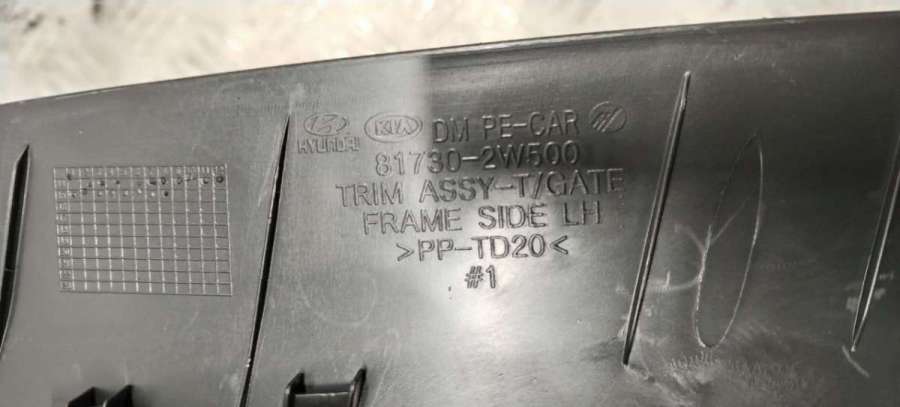 HYUNDAI KIA DM PE-CAR
81730-2W500
TRIM ASSY-T/GATE
FRAME SIDE LH
>PP-TD20<
#1